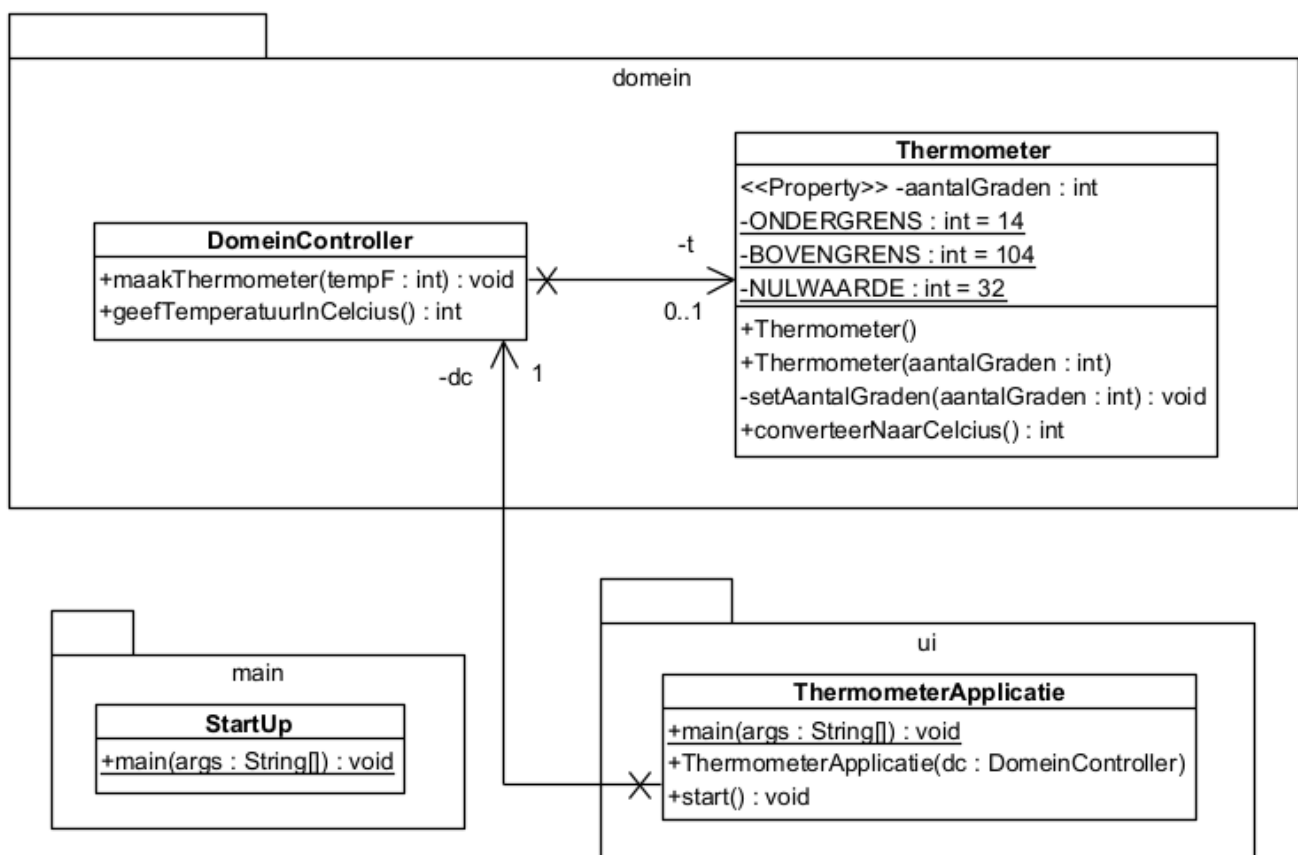 domein
Thermometer
<<Property>> -aantalGraden : int
-ONDERGRENS : int = 14
-BOVENGRENS : int = 104
-NULWAARDE : int = 32
+Thermometer()
+Thermometer(aantalGraden : int)
-setAantalGraden(aantalGraden : int) : void
+converteerNaarCelcius() : int
DomeinController
+maakThermometer(tempF : int) : void
+geefTemperatuurInCelcius() : int
-t
0..1
-dc
1
main
StartUp
+main(args : String[]) : void
ui
ThermometerApplicatie
+main(args : String[]) : void
+ThermometerApplicatie(dc : DomeinController)
+start() : void